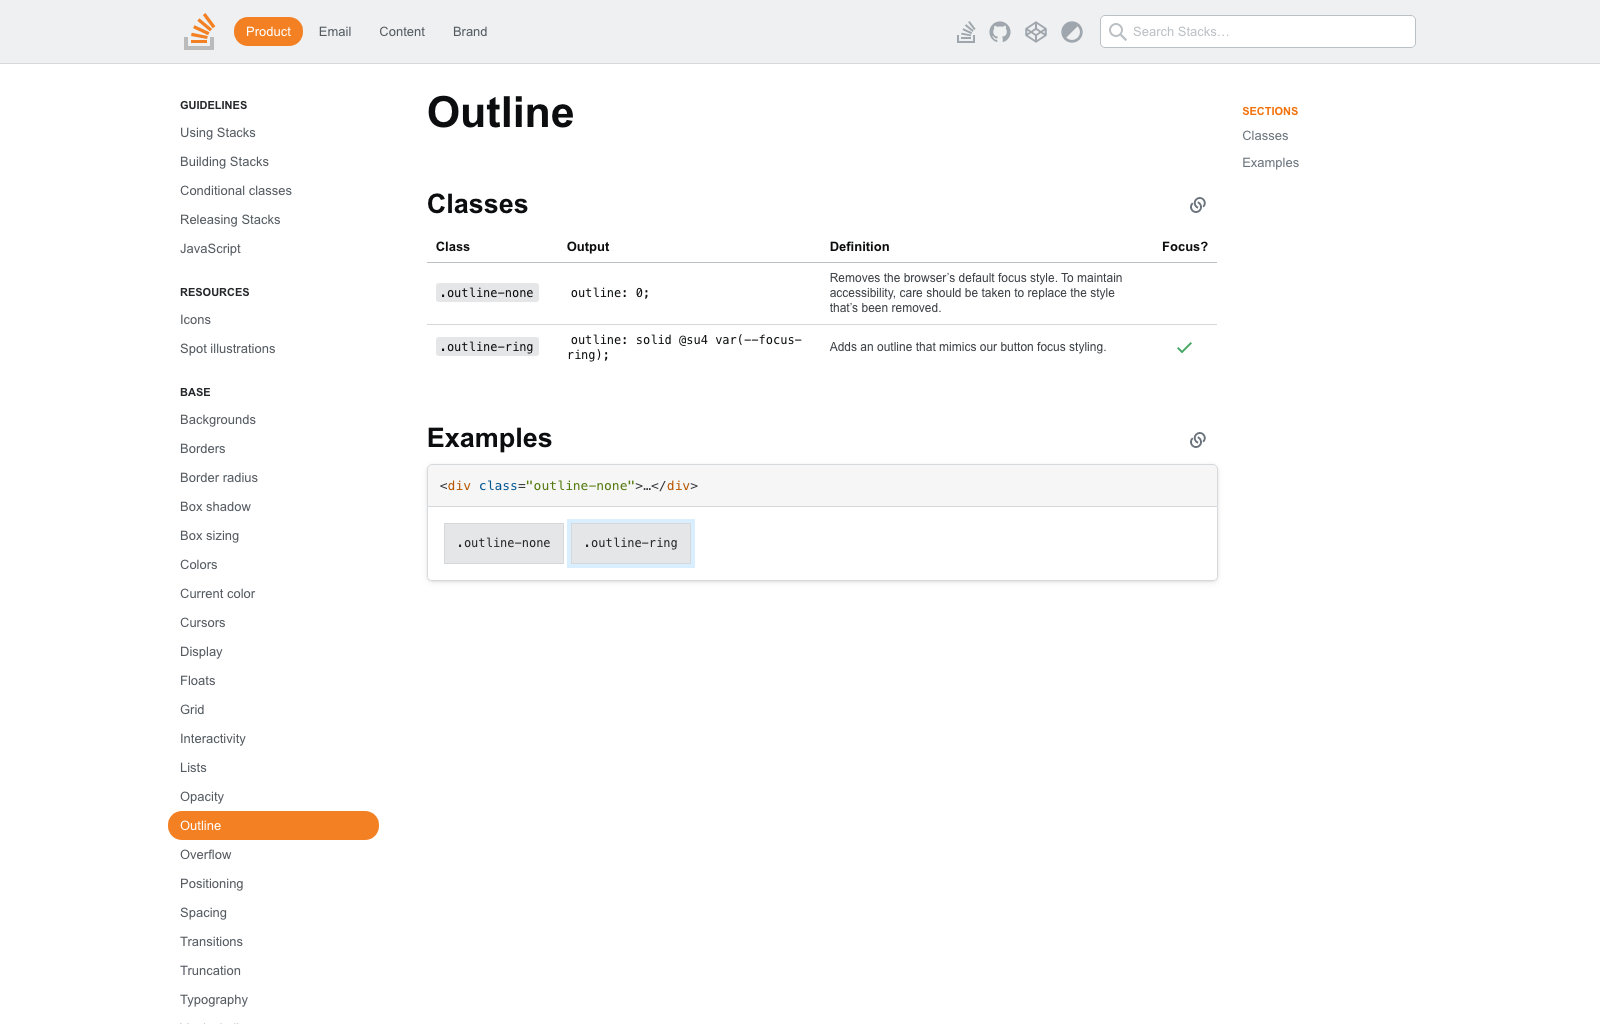 Product
Email
Content
Brand
Search Stacks…
GUIDELINES
Using Stacks
Building Stacks
Conditional classes
Releasing Stacks
JavaScript
RESOURCES
Icons
Spot illustrations
BASE
Backgrounds
Borders
Border radius
Box shadow
Box sizing
Colors
Current color
Cursors
Display
Floats
Grid
Interactivity
Lists
Opacity
Outline
Overflow
Positioning
Spacing
Transitions
Truncation
Typography
Outline
Classes
Class Output Definition Focus?
.outline-none
outline: 0;
Removes the browser’s default focus style. To maintain
accessibility, care should be taken to replace the style
that’s been removed.
.outline-ring
outline: solid @su4 var(--focus-
ring);
Adds an outline that mimics our button focus styling.
Examples
<div class="outline-none">…</div>
.outline-none
.outline-ring
SECTIONS
Classes
Examples